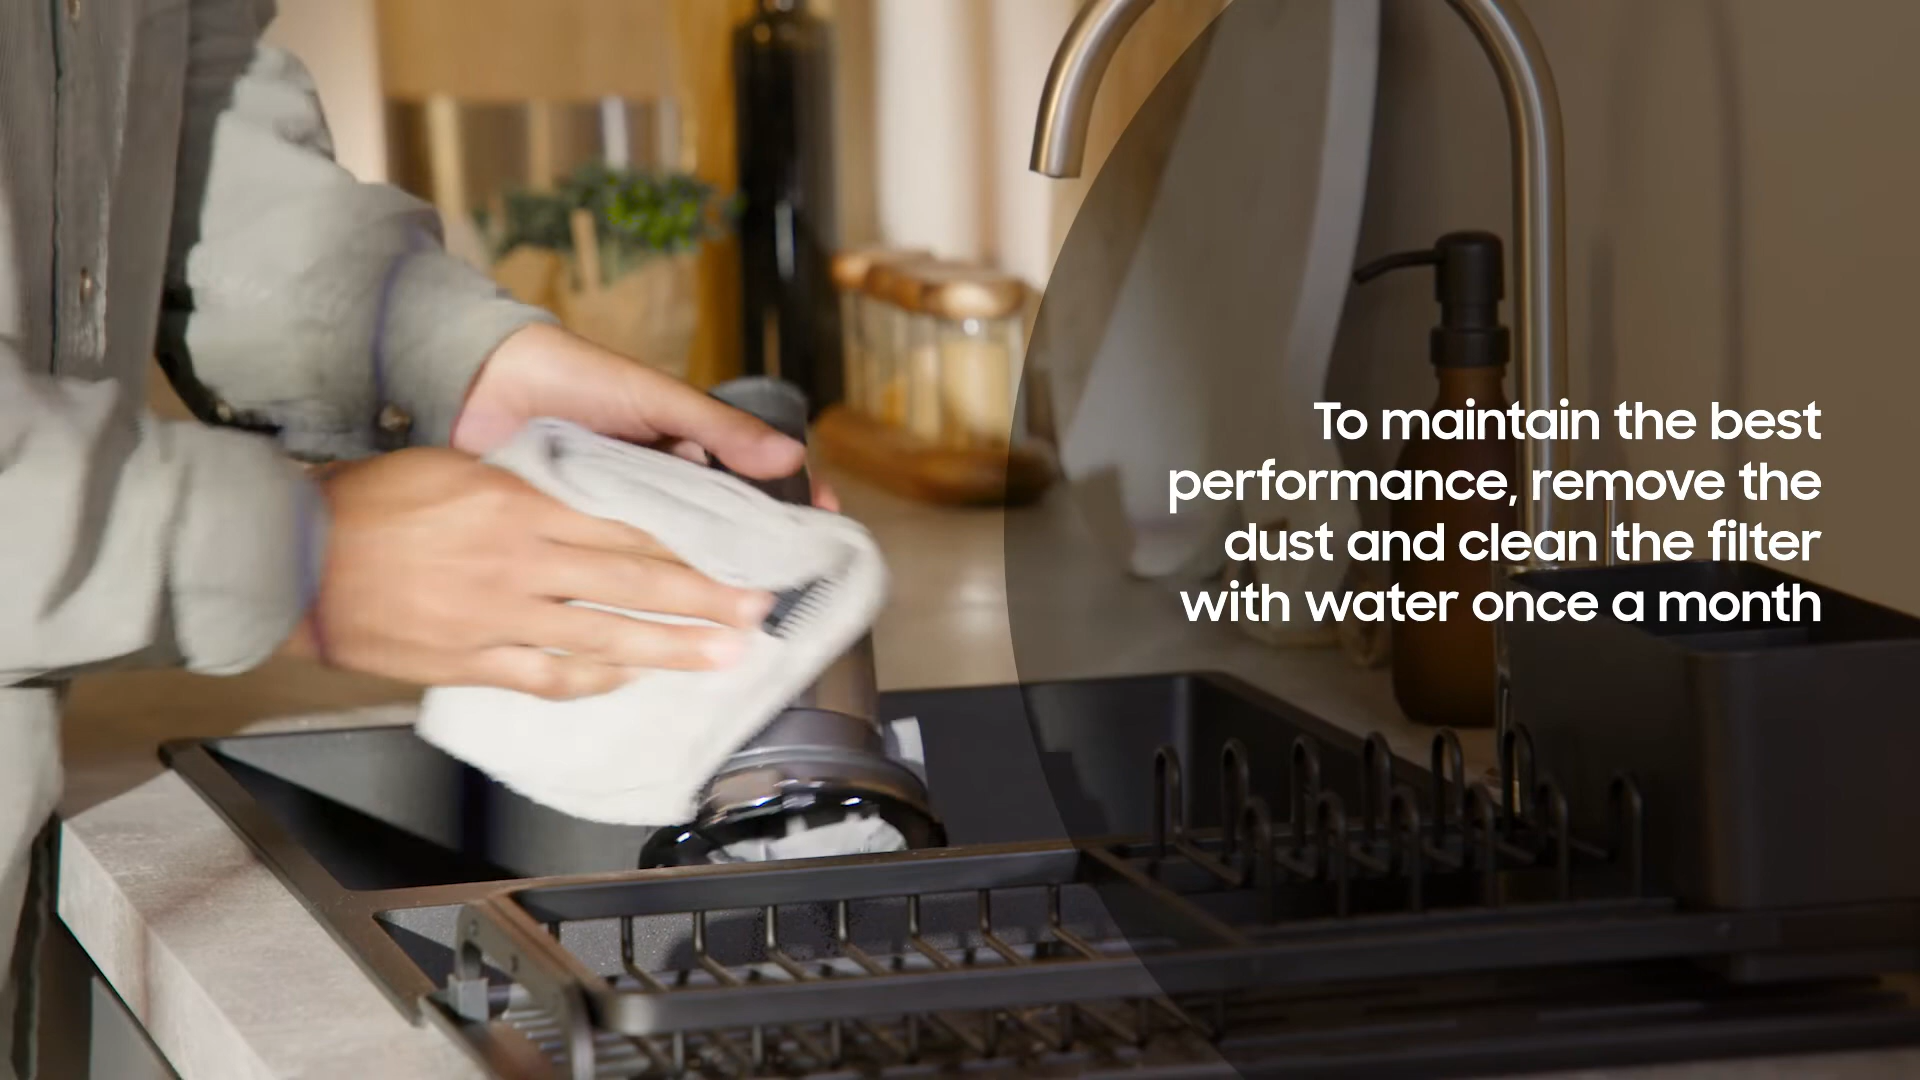 To maintain the best
performance, remove the
dust and clean the filter
with water once a month